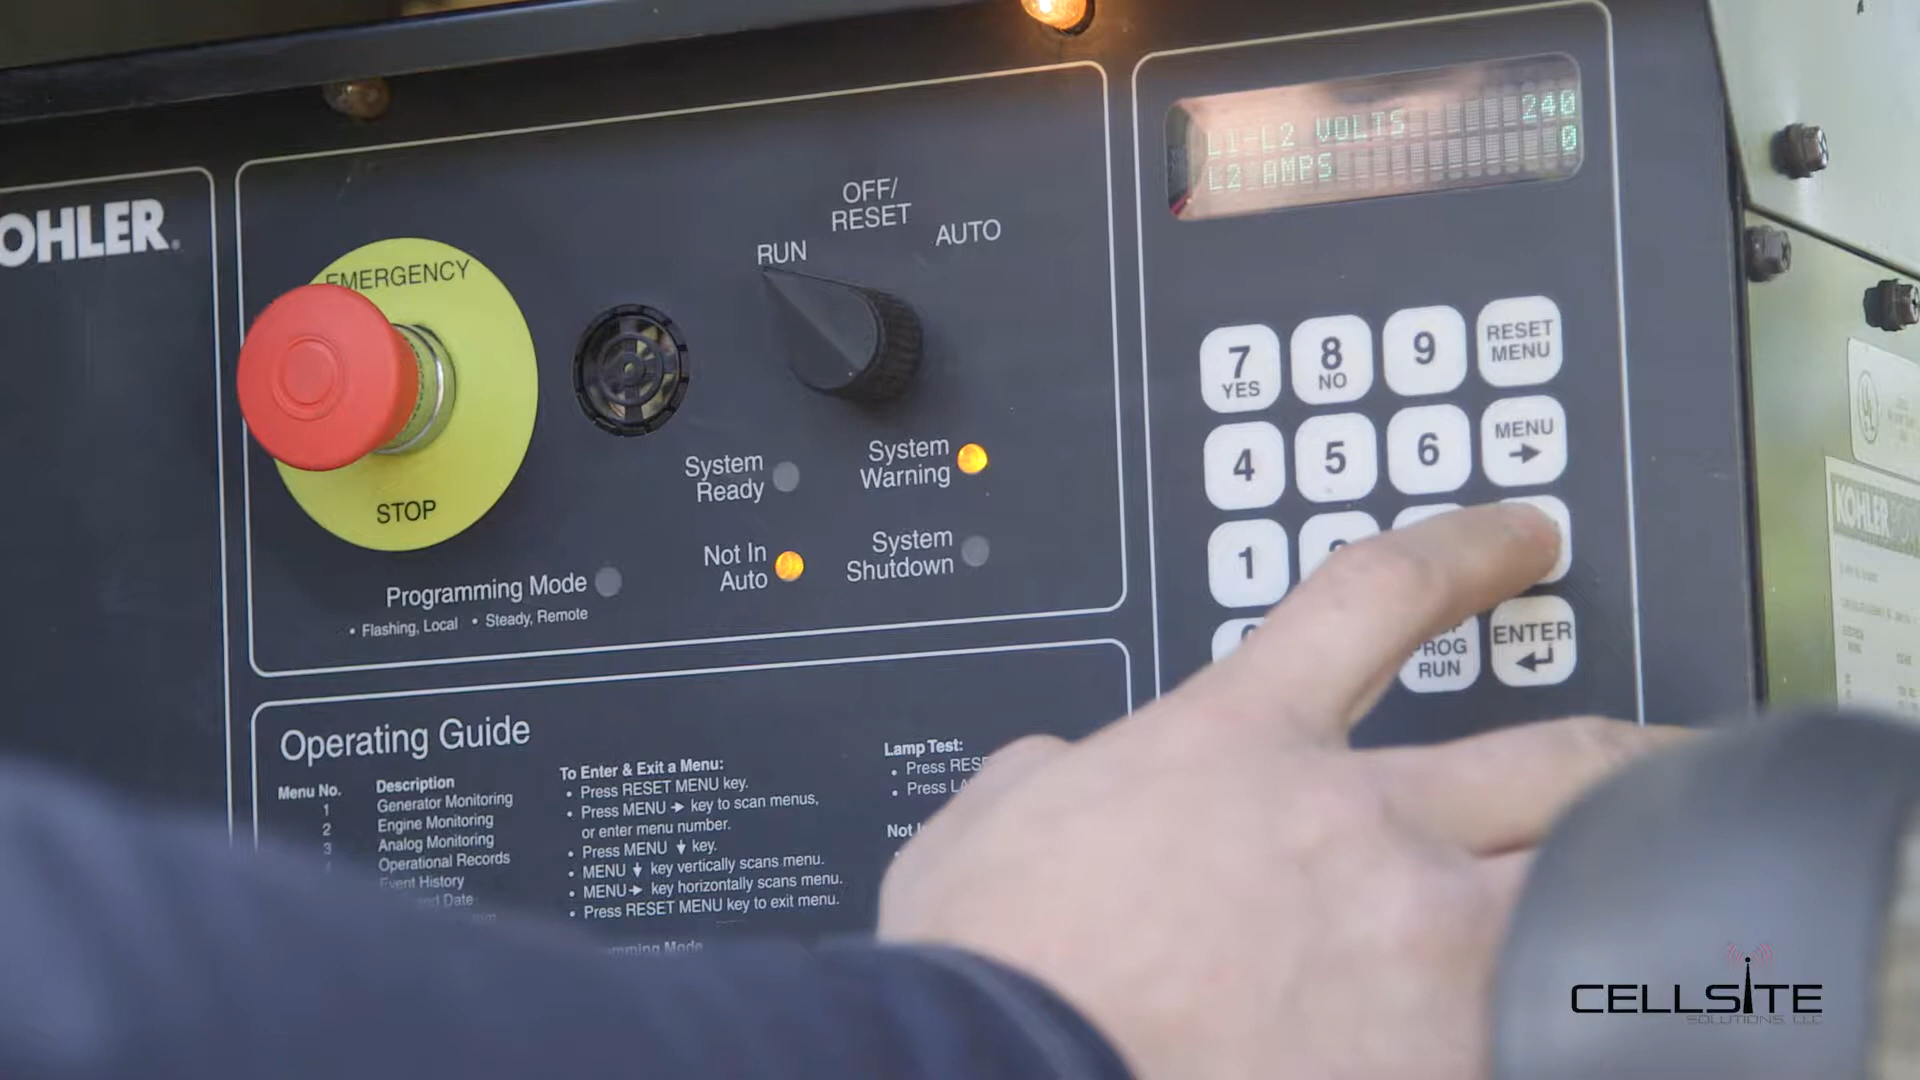 OHLER.
EMERGENCY
STOP
RUN
OFF/
RESET
AUTO
System
Ready
System
Warning
Not In
Auto
System
Shutdown
Programming Mode
• Flashing, Local • Steady, Remote
L1-L2 VOLTS 240
L2 AMPS 0
7
YES
8
NO
9
RESET
MENU
4
5
6
MENU
→
1
PROG
RUN
ENTER
Operating Guide
Menu No. Description
1 Generator Monitoring
2 Engine Monitoring
3 Analog Monitoring
Operational Records
Event History
and Date
To Enter & Exit a Menu:
• Press RESET MENU key.
• Press MENU → key to scan menus,
or enter menu number.
• Press MENU ↓ key.
• MENU ↓ key vertically scans menu.
• MENU → key horizontally scans menu.
• Press RESET MENU key to exit menu.
Mode
Lamp Test:
• Press RESE
• Press LA
Not
KOHLER
CELLSITE
SOLUTIONS, LLC